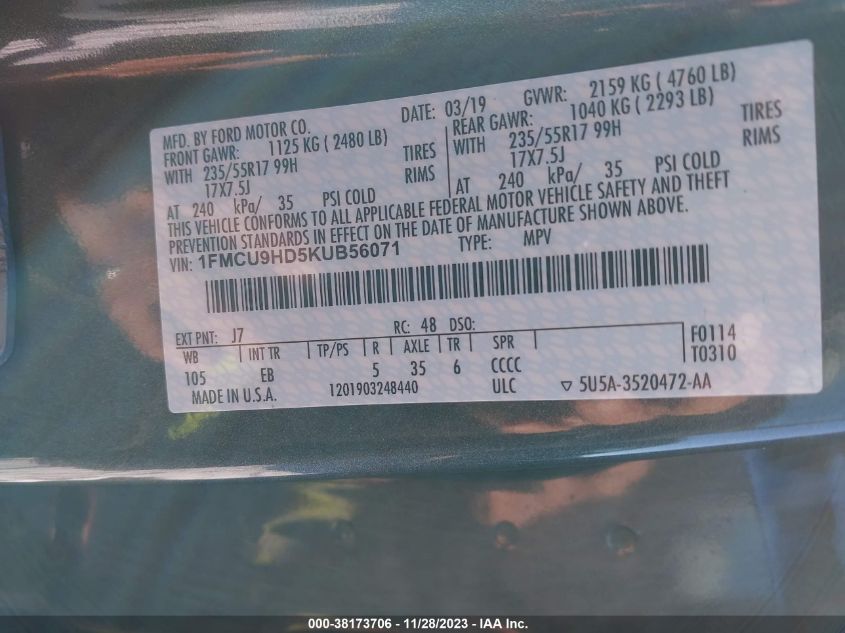 MFD. BY FORD MOTOR CO.
DATE: 03/19 GVWR: 2159 KG ( 4760 LB)
FRONT GAWR: 1125 KG ( 2480 LB)
REAR GAWR: 1040 KG ( 2293 LB)
WITH 235/55R17 99H TIRES
WITH 235/55R17 99H TIRES
17X7.5J RIMS
17X7.5J RIMS
AT 240 kPa/ 35 PSI COLD
AT 240 kPa/ 35 PSI COLD
THIS VEHICLE CONFORMS TO ALL APPLICABLE FEDERAL MOTOR VEHICLE SAFETY AND THEFT
PREVENTION STANDARDS IN EFFECT ON THE DATE OF MANUFACTURE SHOWN ABOVE.
VIN: 1FMCU9HD5KUB56071 TYPE: MPV
EXT PNT: J7 RC: 48 DSO:
WB INT TR TP/PS R AXLE TR SPR F0114
105 EB 5 35 6 CCCC T0310
MADE IN U.S.A. 1201903248440 ULC ▽ 5U5A-3520472-AA
000-38173706 - 11/28/2023 - IAA Inc.